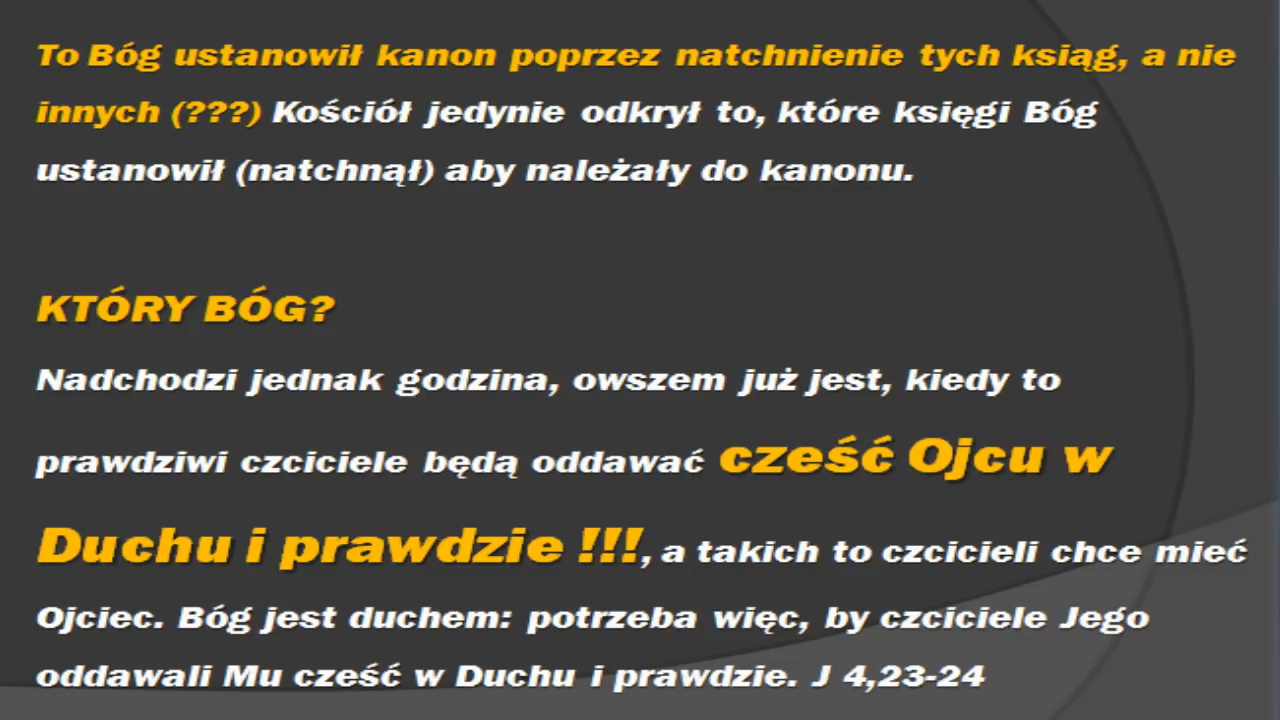 To Bóg ustanowił kanon poprzez natchnienie tych ksiąg, a nie
innych (???) Kościół jedynie odkrył to, które księgi Bóg
ustanowił (natchnął) aby należały do kanonu.
KTÓRY BÓG?
Nadchodzi jednak godzina, owszem już jest, kiedy to
prawdziwi czciciele będą oddawać cześć Ojcu w
Duchu i prawdzie !!!, a takich to czcicieli chce mieć
Ojciec. Bóg jest duchem: potrzeba więc, by czciciele Jego
oddawali Mu cześć w Duchu i prawdzie. J 4,23-24